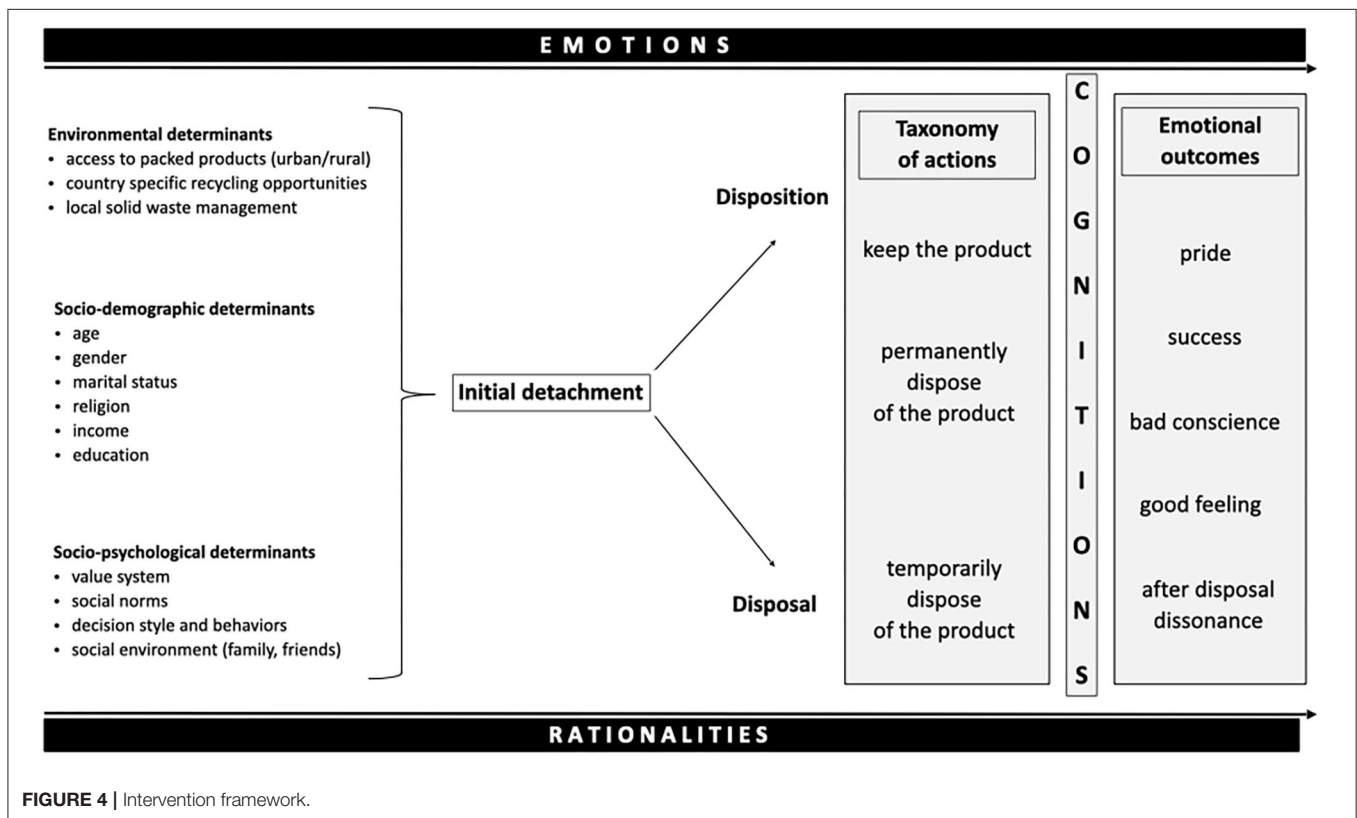 EMOTIONS
Environmental determinants
• access to packed products (urban/rural)
• country specific recycling opportunities
• local solid waste management
Socio-demographic determinants
• age
• gender
• marital status
• religion
• income
• education
Socio-psychological determinants
• value system
• social norms
• decision style and behaviors
• social environment (family, friends)
Initial detachment
Disposition
Disposal
Taxonomy
of actions
keep the product
permanently
dispose
of the product
temporarily
dispose
of the product
C
O
G
N
I
T
I
O
N
S
Emotional
outcomes
pride
success
bad conscience
good feeling
after disposal
dissonance
RATIONALITIES
FIGURE 4 | Intervention framework.